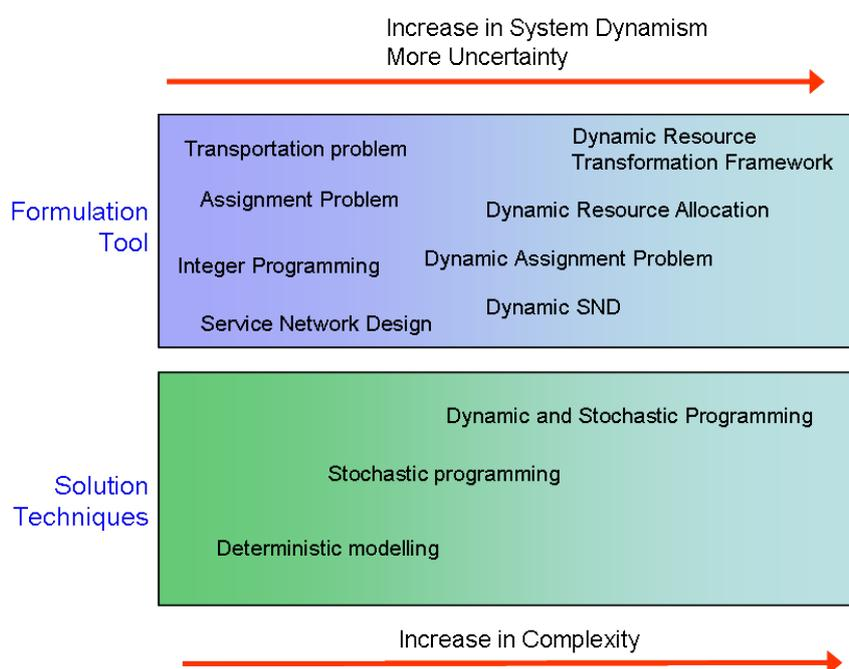 Increase in System Dynamism
More Uncertainty
Formulation
Tool
Transportation problem
Dynamic Resource
Transformation Framework
Assignment Problem
Dynamic Resource Allocation
Integer Programming
Dynamic Assignment Problem
Service Network Design
Dynamic SND
Solution
Techniques
Dynamic and Stochastic Programming
Stochastic programming
Deterministic modelling
Increase in Complexity